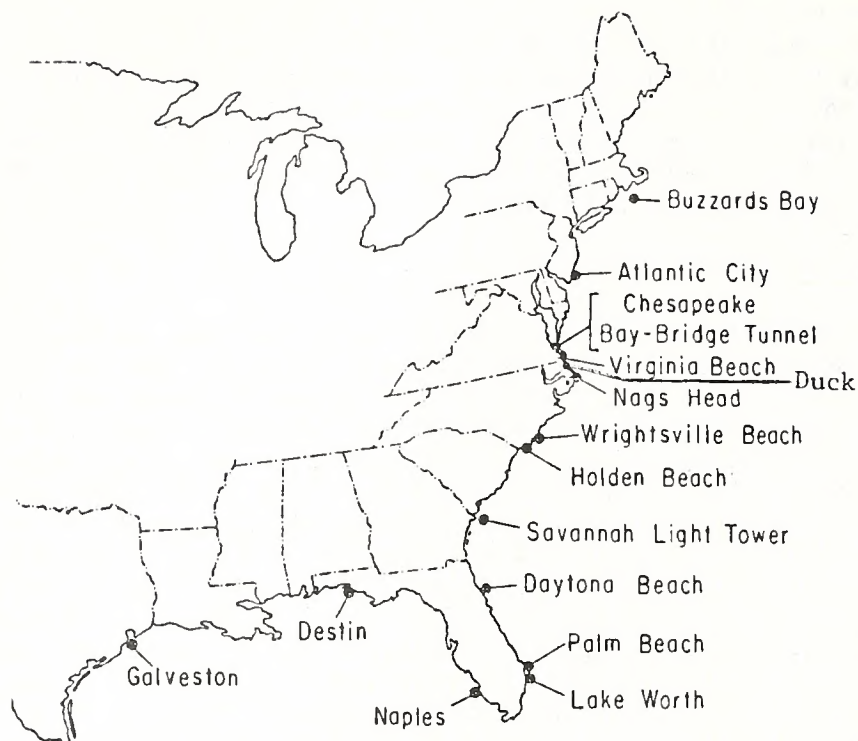 Buzzards Bay
Atlantic City
Chesapeake
Bay-Bridge Tunnel
Virginia Beach
Duck
Nags Head
Wrightsville Beach
Holden Beach
Savannah Light Tower
Daytona Beach
Destin
Palm Beach
Galveston
Lake Worth
Naples